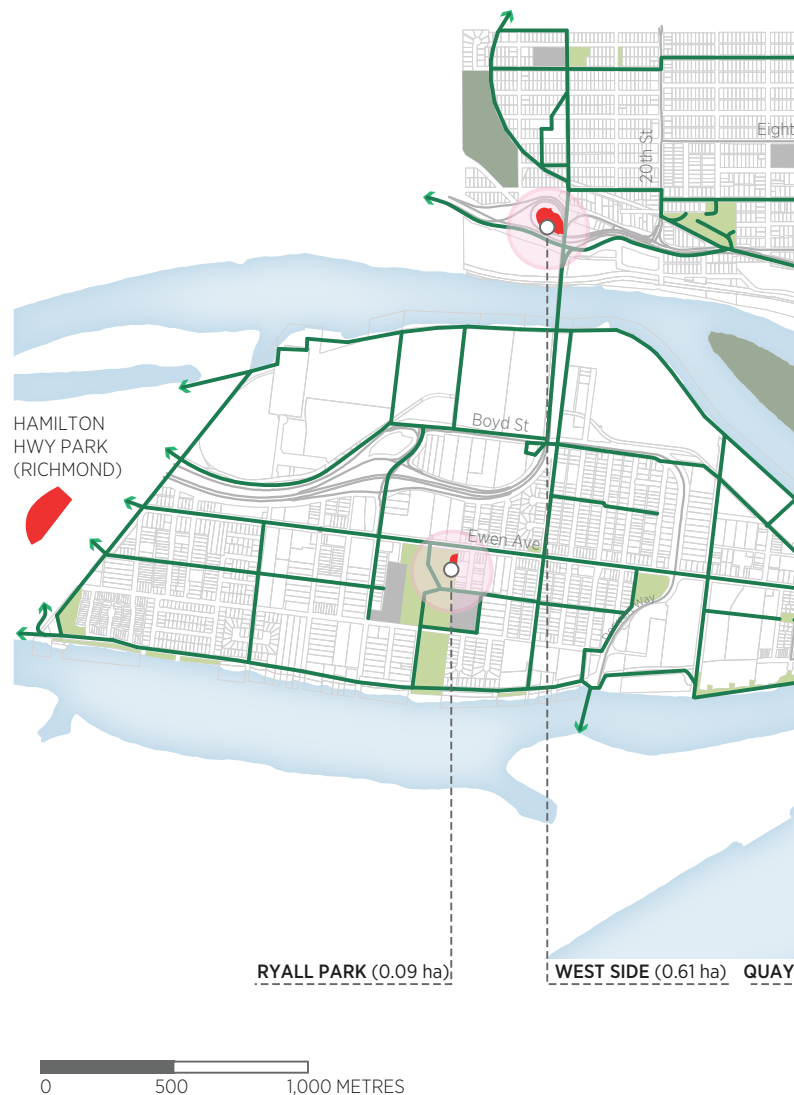 20th St
Eight
HAMILTON
HWY PARK
(RICHMOND)
Boyd St
Ewen Ave
Way
RYALL PARK (0.09 ha)
WEST SIDE (0.61 ha)
QUAY
0
500
1,000 METRES